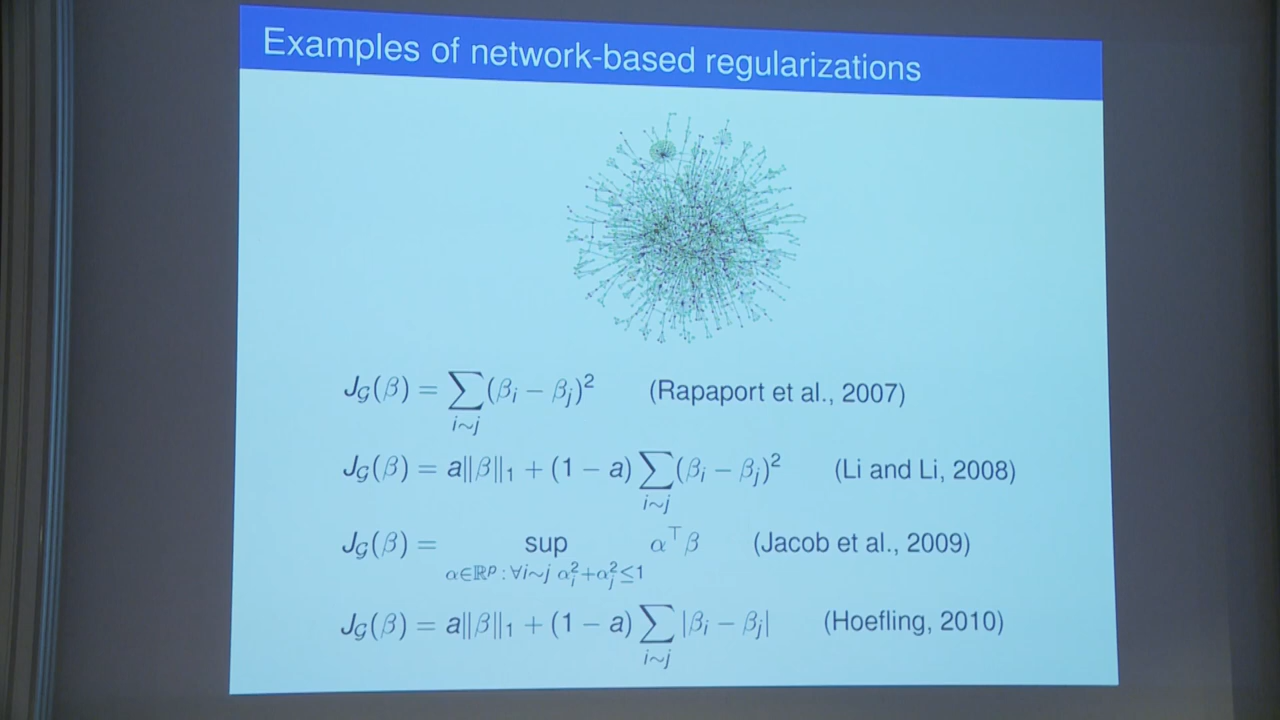 Examples of network-based regularizations
J_G(β) = ∑_{i∼j} (β_i − β_j)² (Rapaport et al., 2007)
J_G(β) = a‖β‖₁ + (1 − a) ∑_{i∼j} (β_i − β_j)² (Li and Li, 2008)
J_G(β) = sup_{α∈ℝ^p : ∀i∼j α_i²+α_j²≤1} α^⊤β (Jacob et al., 2009)
J_G(β) = a‖β‖₁ + (1 − a) ∑_{i∼j} |β_i − β_j| (Hoefling, 2010)